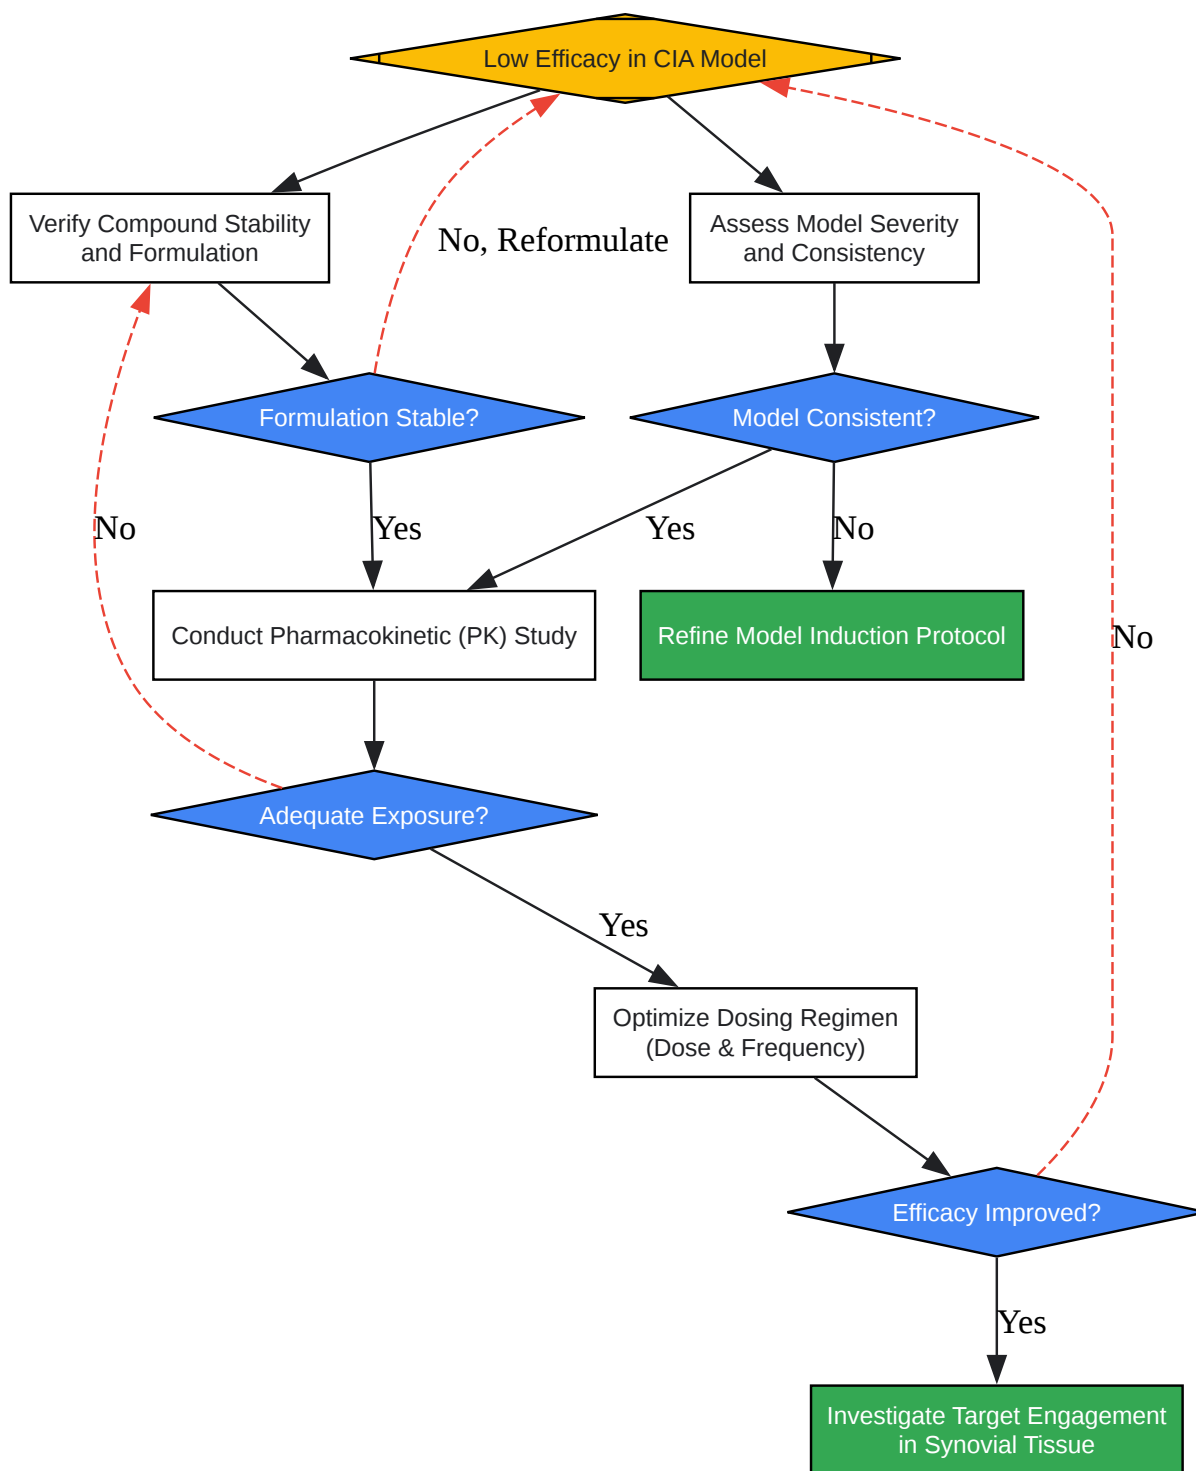 Low Efficacy in CIA Model
Verify Compound Stability
and Formulation
No, Reformulate
Assess Model Severity
and Consistency
Formulation Stable?
Model Consistent?
No
Yes
Yes
No
Conduct Pharmacokinetic (PK) Study
Refine Model Induction Protocol
No
Adequate Exposure?
Yes
Optimize Dosing Regimen
(Dose & Frequency)
Efficacy Improved?
Yes
Investigate Target Engagement
in Synovial Tissue